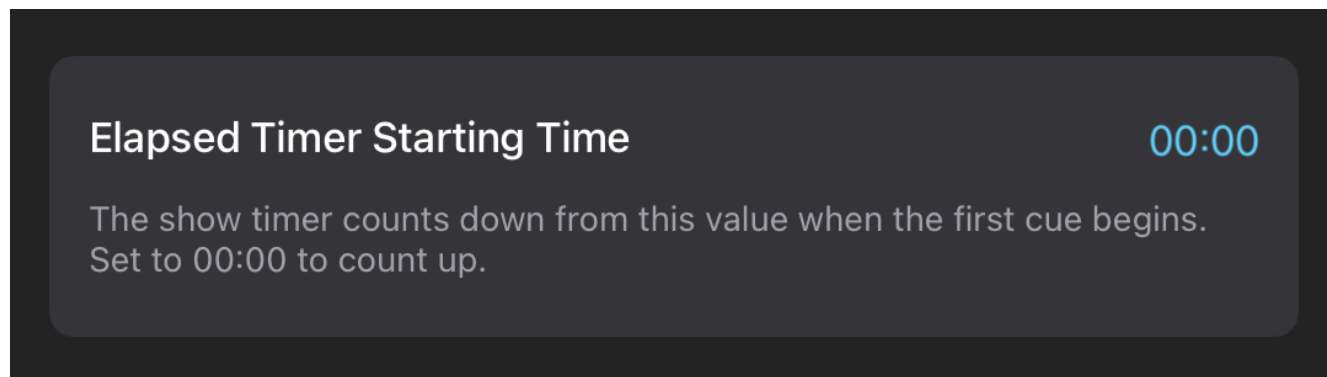 Elapsed Timer Starting Time
00:00
The show timer counts down from this value when the first cue begins.
Set to 00:00 to count up.